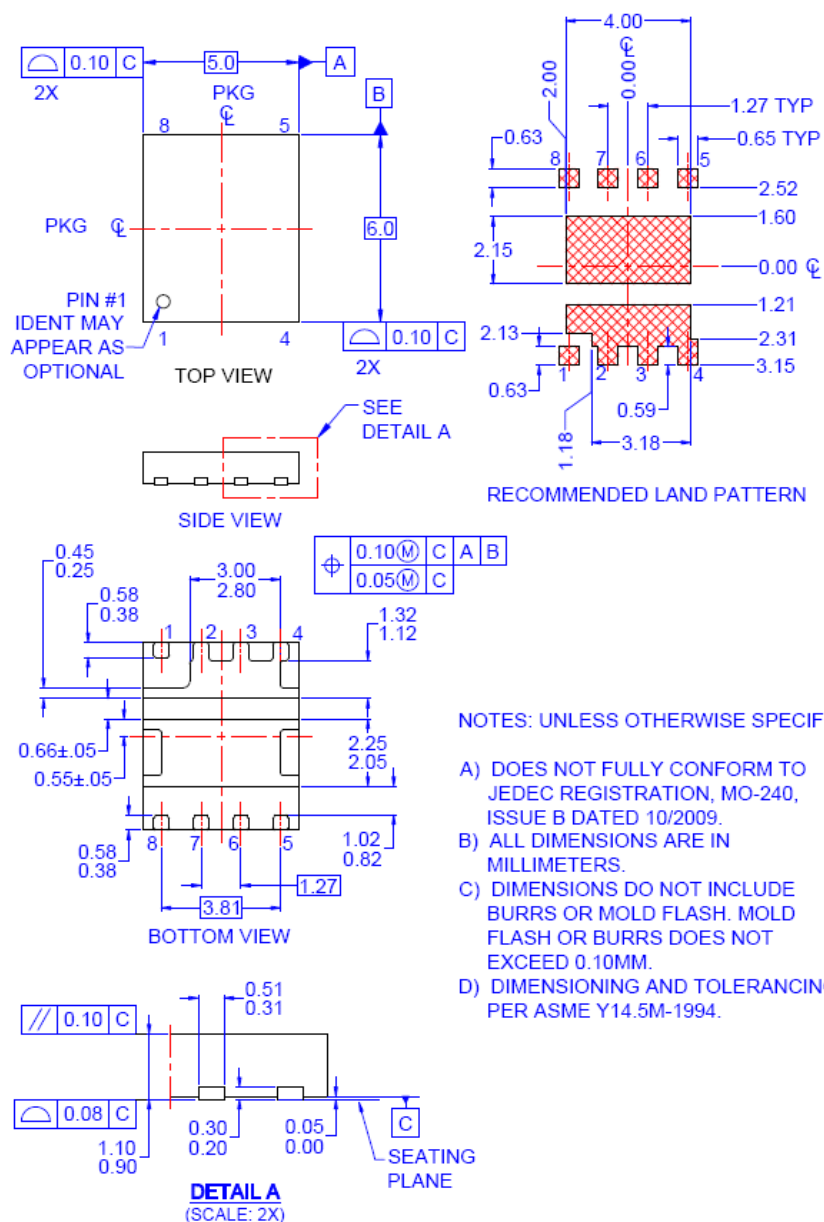 0.10 C
2X
5.0
A
PKG
℄
B
8
5
PKG ℄
6.0
PIN #1
IDENT MAY
APPEAR AS
OPTIONAL
1
4
0.10 C
2X
TOP VIEW
4.00
℄
0.00
2.00
1.27 TYP
0.65 TYP
0.63
8
7
6
5
2.52
1.60
2.15
0.00 ℄
1.21
2.13
2.31
0.63
1
2
3
4
3.15
0.59
1.18
3.18
RECOMMENDED LAND PATTERN
SEE
DETAIL A
SIDE VIEW
0.10Ⓜ C A B
0.05Ⓜ C
0.45
0.25
3.00
2.80
0.58
0.38
1.32
1.12
1
2
3
4
0.66±.05
0.55±.05
2.25
2.05
0.58
0.38
8
7
6
5
1.02
0.82
1.27
3.81
BOTTOM VIEW
NOTES: UNLESS OTHERWISE SPECIF
A) DOES NOT FULLY CONFORM TO
JEDEC REGISTRATION, MO-240,
ISSUE B DATED 10/2009.
B) ALL DIMENSIONS ARE IN
MILLIMETERS.
C) DIMENSIONS DO NOT INCLUDE
BURRS OR MOLD FLASH. MOLD
FLASH OR BURRS DOES NOT
EXCEED 0.10MM.
D) DIMENSIONING AND TOLERANCIN
PER ASME Y14.5M-1994.
// 0.10 C
0.51
0.31
0.08 C
1.10
0.90
0.30
0.20
0.05
0.00
C
SEATING
PLANE
DETAIL A
(SCALE: 2X)